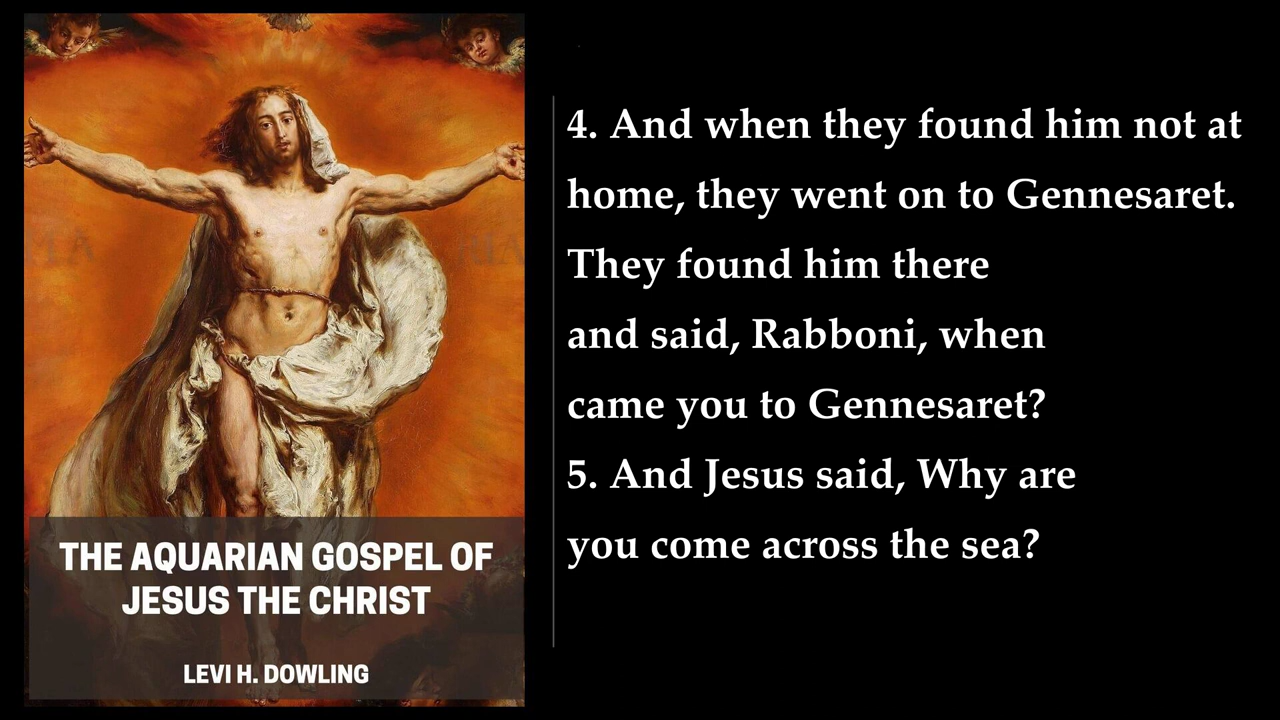 THE AQUARIAN GOSPEL OF
JESUS THE CHRIST
LEVI H. DOWLING
4. And when they found him not at
home, they went on to Gennesaret.
They found him there
and said, Rabboni, when
came you to Gennesaret?
5. And Jesus said, Why are
you come across the sea?